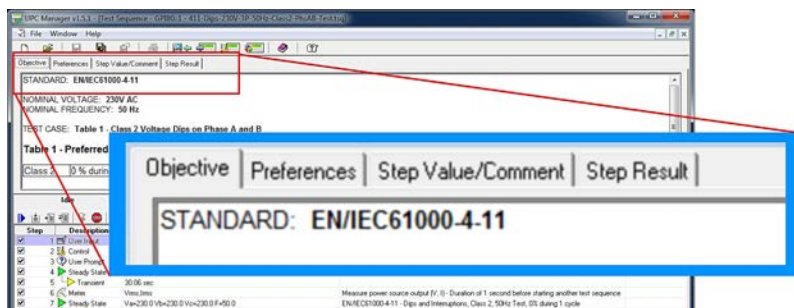 UPC Manager v1.5.1 - [Test Sequence - GPIB0:1 - 411-Dips-230V-TP-50Hz-Class2-PhaAB-Test.tsq]
File Window Help
Objective Preferences Step Value/Comment Step Result
STANDARD: EN/IEC61000-4-11
NOMINAL VOLTAGE: 230V AC
NOMINAL FREQUENCY: 50 Hz
TEST CASE: Table 1 - Class 2 Voltage Dips on Phase A and B
Table 1 - Preferred
Class 2 0 % durin
Objective Preferences Step Value/Comment Step Result
STANDARD: EN/IEC61000-4-11
Idle
Step Description
1 User Input
2 Control
3 User Prompt
4 Steady State
5 Transient 30.06 sec
6 Meter Vrms,Irms Measure power source output (V, I) - Duration of 1 second before starting another test sequence
7 Steady State Va=230.0 Vb=230.0 Vc=230.0 F=50.0 EN/IEC61000-4-11 - Dips and Interruptions, Class 2, 50Hz Test, 0% during 1 cycle